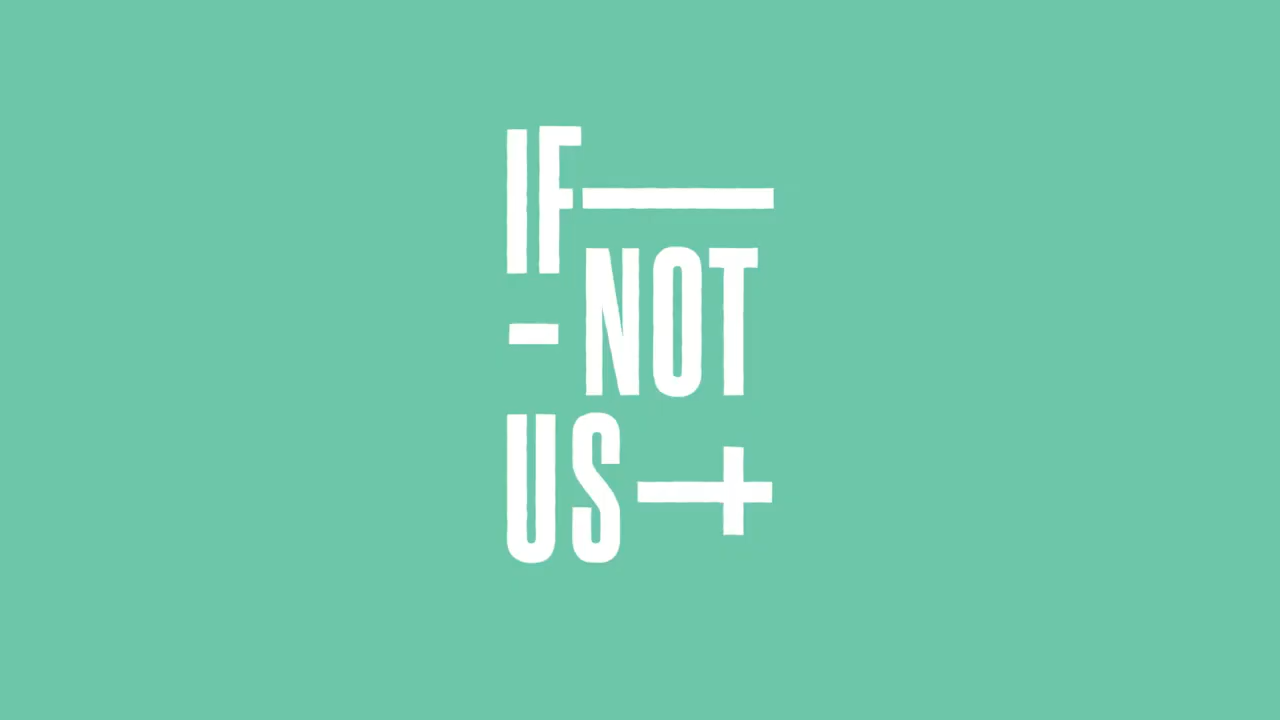 IF—
-NOT
US—+